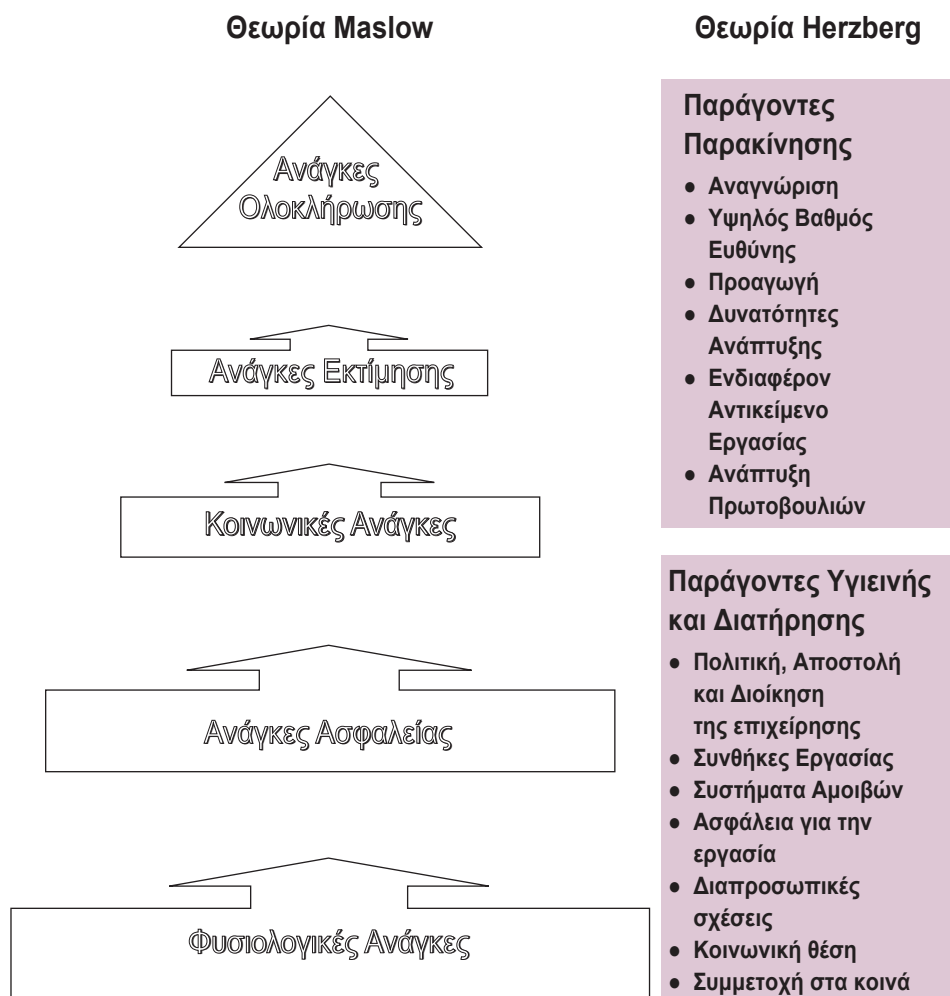 Θεωρία Maslow
Ανάγκες
Ολοκλήρωσης
Ανάγκες Εκτίμησης
Κοινωνικές Ανάγκες
Ανάγκες Ασφαλείας
Φυσιολογικές Ανάγκες
Θεωρία Herzberg
Παράγοντες
Παρακίνησης
● Αναγνώριση
● Υψηλός Βαθμός
Ευθύνης
● Προαγωγή
● Δυνατότητες
Ανάπτυξης
● Ενδιαφέρον
Αντικείμενο
Εργασίας
● Ανάπτυξη
Πρωτοβουλιών
Παράγοντες Υγιεινής
και Διατήρησης
● Πολιτική, Αποστολή
και Διοίκηση
της επιχείρησης
● Συνθήκες Εργασίας
● Συστήματα Αμοιβών
● Ασφάλεια για την
εργασία
● Διαπροσωπικές
σχέσεις
● Κοινωνική θέση
● Συμμετοχή στα κοινά